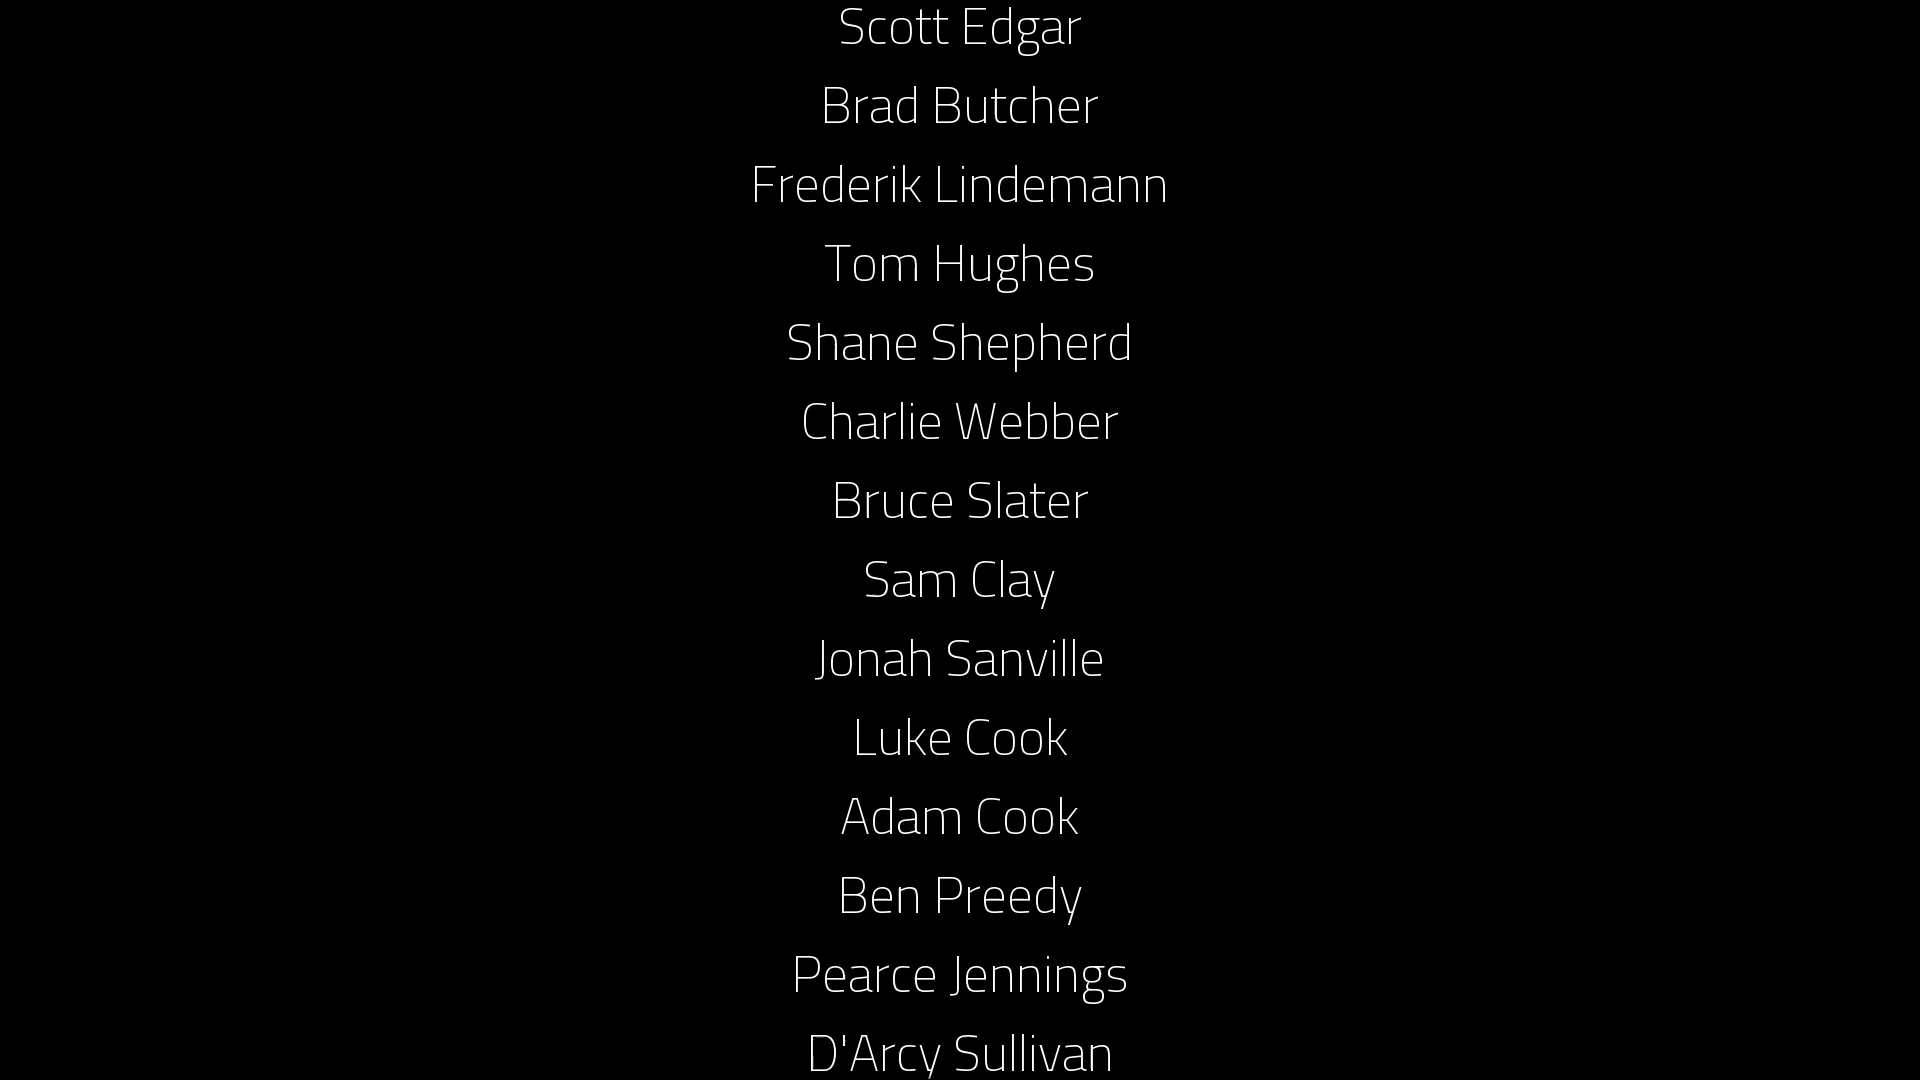 Scott Edgar
Brad Butcher
Frederik Lindemann
Tom Hughes
Shane Shepherd
Charlie Webber
Bruce Slater
Sam Clay
Jonah Sanville
Luke Cook
Adam Cook
Ben Preedy
Pearce Jennings
D'Arcy Sullivan